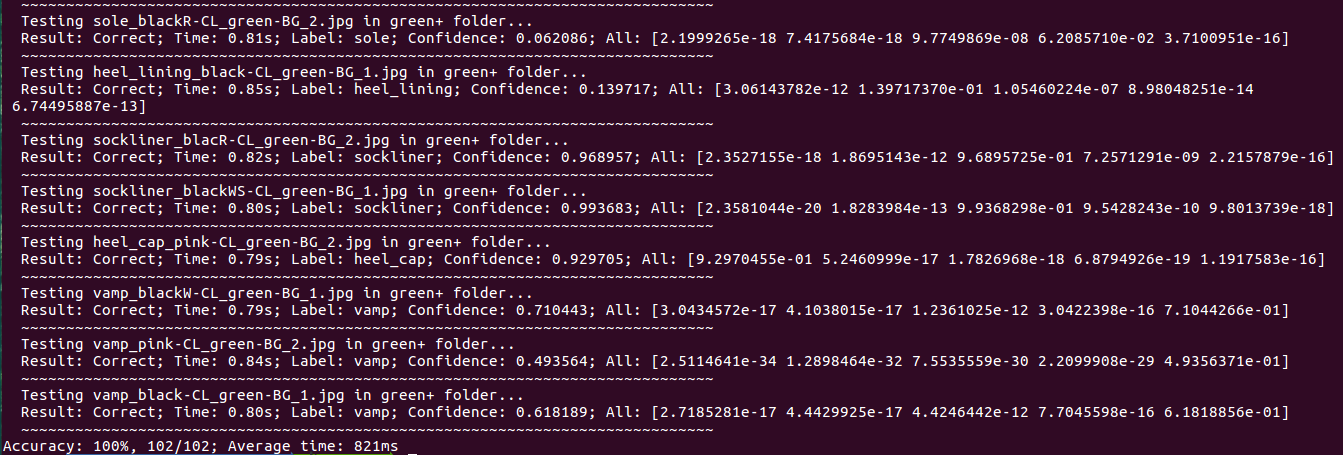 ~~~~~~~~~~~~~~~~~~~~~~~~~~~~~~~~~~~~~~~~~~~~~~~~~~~~~~~~~~~~~~~~~~~~~~~~~~~~~
Testing sole_blackR-CL_green-BG_2.jpg in green+ folder...
Result: Correct; Time: 0.81s; Label: sole; Confidence: 0.062086; All: [2.1999265e-18 7.4175684e-18 9.7749869e-08 6.2085710e-02 3.7100951e-16]
~~~~~~~~~~~~~~~~~~~~~~~~~~~~~~~~~~~~~~~~~~~~~~~~~~~~~~~~~~~~~~~~~~~~~~~~~~~~~
Testing heel_lining_black-CL_green-BG_1.jpg in green+ folder...
Result: Correct; Time: 0.85s; Label: heel_lining; Confidence: 0.139717; All: [3.06143782e-12 1.39717370e-01 1.05460224e-07 8.98048251e-14
6.74495887e-13]
~~~~~~~~~~~~~~~~~~~~~~~~~~~~~~~~~~~~~~~~~~~~~~~~~~~~~~~~~~~~~~~~~~~~~~~~~~~~~
Testing sockliner_blacR-CL_green-BG_2.jpg in green+ folder...
Result: Correct; Time: 0.82s; Label: sockliner; Confidence: 0.968957; All: [2.3527155e-18 1.8695143e-12 9.6895725e-01 7.2571291e-09 2.2157879e-16]
~~~~~~~~~~~~~~~~~~~~~~~~~~~~~~~~~~~~~~~~~~~~~~~~~~~~~~~~~~~~~~~~~~~~~~~~~~~~~
Testing sockliner_blackWS-CL_green-BG_1.jpg in green+ folder...
Result: Correct; Time: 0.80s; Label: sockliner; Confidence: 0.993683; All: [2.3581044e-20 1.8283984e-13 9.9368298e-01 9.5428243e-10 9.8013739e-18]
~~~~~~~~~~~~~~~~~~~~~~~~~~~~~~~~~~~~~~~~~~~~~~~~~~~~~~~~~~~~~~~~~~~~~~~~~~~~~
Testing heel_cap_pink-CL_green-BG_2.jpg in green+ folder...
Result: Correct; Time: 0.79s; Label: heel_cap; Confidence: 0.929705; All: [9.2970455e-01 5.2460999e-17 1.7826968e-18 6.8794926e-19 1.1917583e-16]
~~~~~~~~~~~~~~~~~~~~~~~~~~~~~~~~~~~~~~~~~~~~~~~~~~~~~~~~~~~~~~~~~~~~~~~~~~~~~
Testing vamp_blackW-CL_green-BG_1.jpg in green+ folder...
Result: Correct; Time: 0.79s; Label: vamp; Confidence: 0.710443; All: [3.0434572e-17 4.1038015e-17 1.2361025e-12 3.0422398e-16 7.1044266e-01]
~~~~~~~~~~~~~~~~~~~~~~~~~~~~~~~~~~~~~~~~~~~~~~~~~~~~~~~~~~~~~~~~~~~~~~~~~~~~~
Testing vamp_pink-CL_green-BG_2.jpg in green+ folder...
Result: Correct; Time: 0.84s; Label: vamp; Confidence: 0.493564; All: [2.5114641e-34 1.2898464e-32 7.5535559e-30 2.2099908e-29 4.9356371e-01]
~~~~~~~~~~~~~~~~~~~~~~~~~~~~~~~~~~~~~~~~~~~~~~~~~~~~~~~~~~~~~~~~~~~~~~~~~~~~~
Testing vamp_black-CL_green-BG_1.jpg in green+ folder...
Result: Correct; Time: 0.80s; Label: vamp; Confidence: 0.618189; All: [2.7185281e-17 4.4429925e-17 4.4246442e-12 7.7045598e-16 6.1818856e-01]
~~~~~~~~~~~~~~~~~~~~~~~~~~~~~~~~~~~~~~~~~~~~~~~~~~~~~~~~~~~~~~~~~~~~~~~~~~~~~
Accuracy: 100%, 102/102; Average time: 821ms